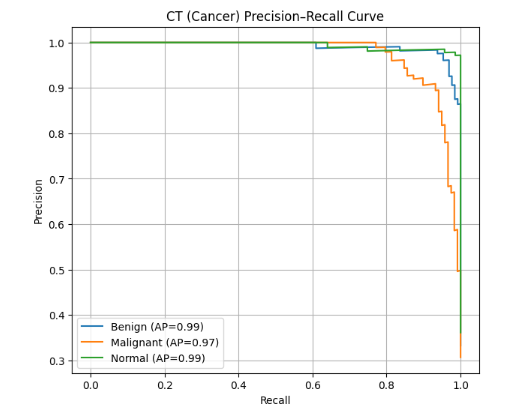 CT (Cancer) Precision–Recall Curve
1.0
0.9
0.8
0.7
0.6
0.5
0.4
0.3
Precision
Benign (AP=0.99)
Malignant (AP=0.97)
Normal (AP=0.99)
0.0 0.2 0.4 0.6 0.8 1.0
Recall